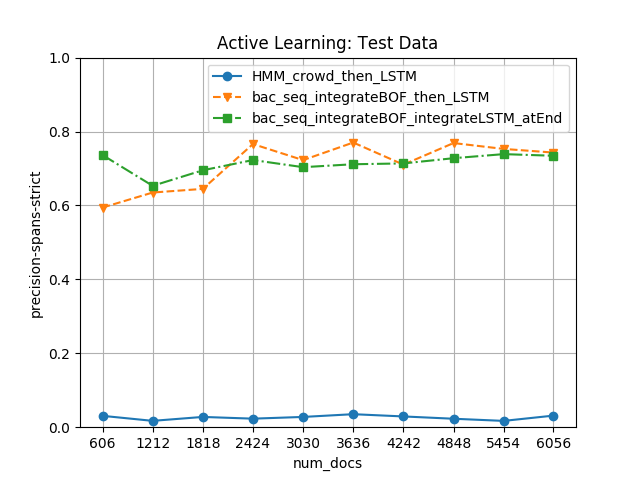 Active Learning: Test Data
HMM_crowd_then_LSTM
bac_seq_integrateBOF_then_LSTM
bac_seq_integrateBOF_integrateLSTM_atEnd
precision-spans-strict
1.0
0.8
0.6
0.4
0.2
0.0
606 1212 1818 2424 3030 3636 4242 4848 5454 6056
num_docs